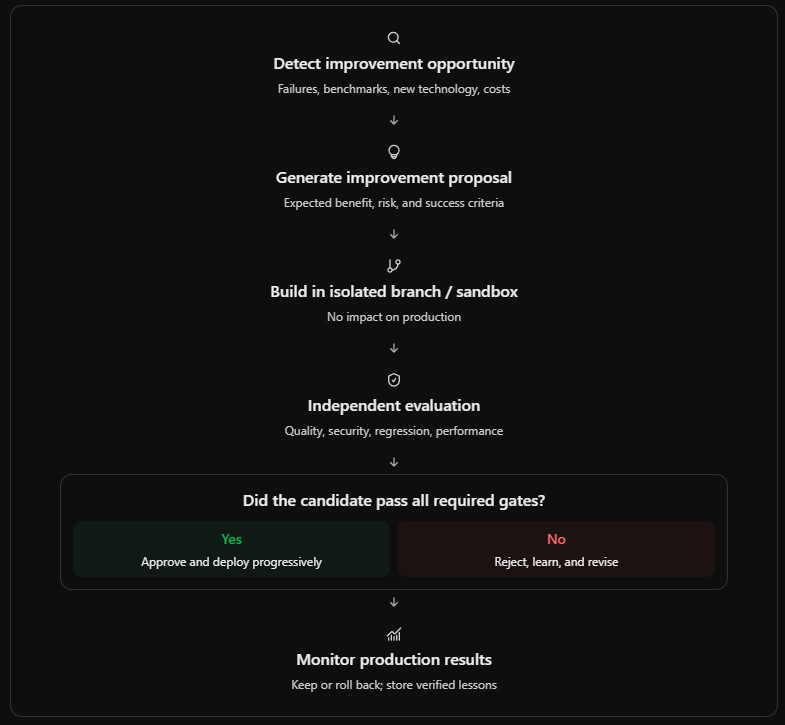 Detect improvement opportunity
Failures, benchmarks, new technology, costs
Generate improvement proposal
Expected benefit, risk, and success criteria
Build in isolated branch / sandbox
No impact on production
Independent evaluation
Quality, security, regression, performance
Did the candidate pass all required gates?
Yes
Approve and deploy progressively
No
Reject, learn, and revise
Monitor production results
Keep or roll back; store verified lessons